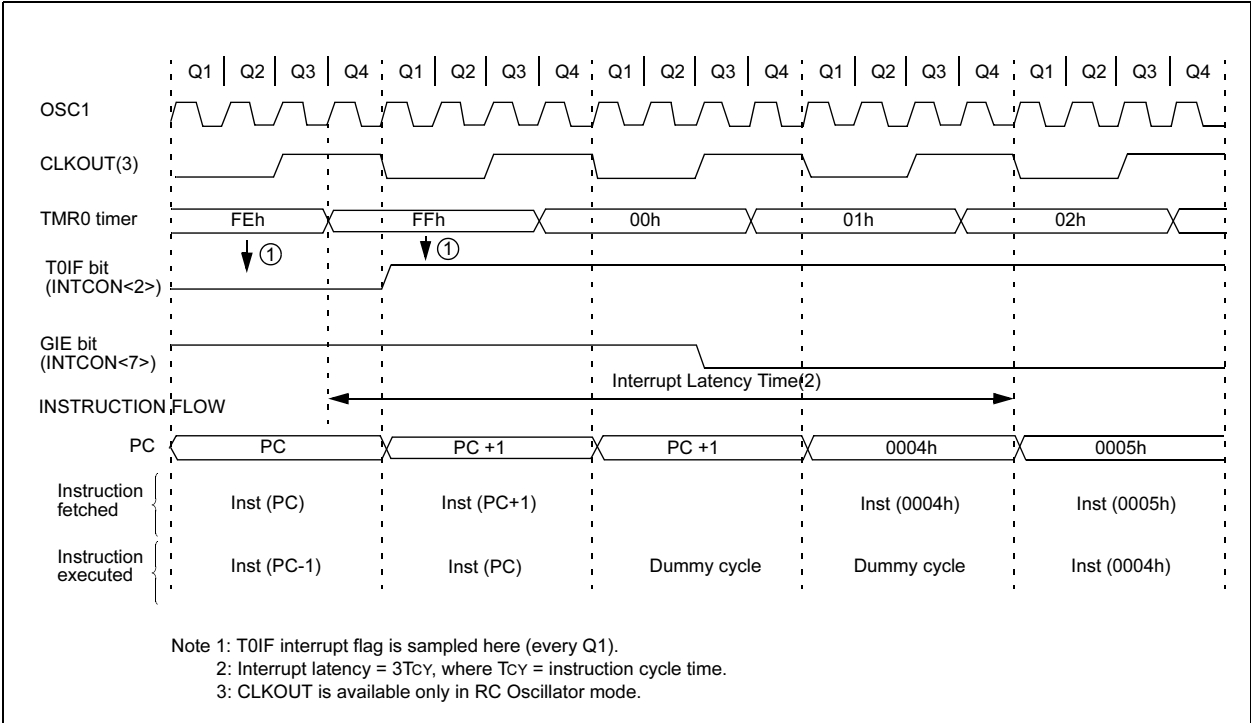 Q1 Q2 Q3 Q4 Q1 Q2 Q3 Q4 Q1 Q2 Q3 Q4 Q1 Q2 Q3 Q4 Q1 Q2 Q3 Q4
OSC1
CLKOUT(3)
TMR0 timer FEh FFh 00h 01h 02h
1 1
T0IF bit
(INTCON<2>)
GIE bit
(INTCON<7>)
Interrupt Latency Time(2)
INSTRUCTION FLOW
PC PC PC +1 PC +1 0004h 0005h
Instruction
fetched
Inst (PC) Inst (PC+1) Inst (0004h) Inst (0005h)
Instruction
executed
Inst (PC-1) Inst (PC) Dummy cycle Dummy cycle Inst (0004h)
Note 1: T0IF interrupt flag is sampled here (every Q1).
2: Interrupt latency = 3TCY, where TCY = instruction cycle time.
3: CLKOUT is available only in RC Oscillator mode.